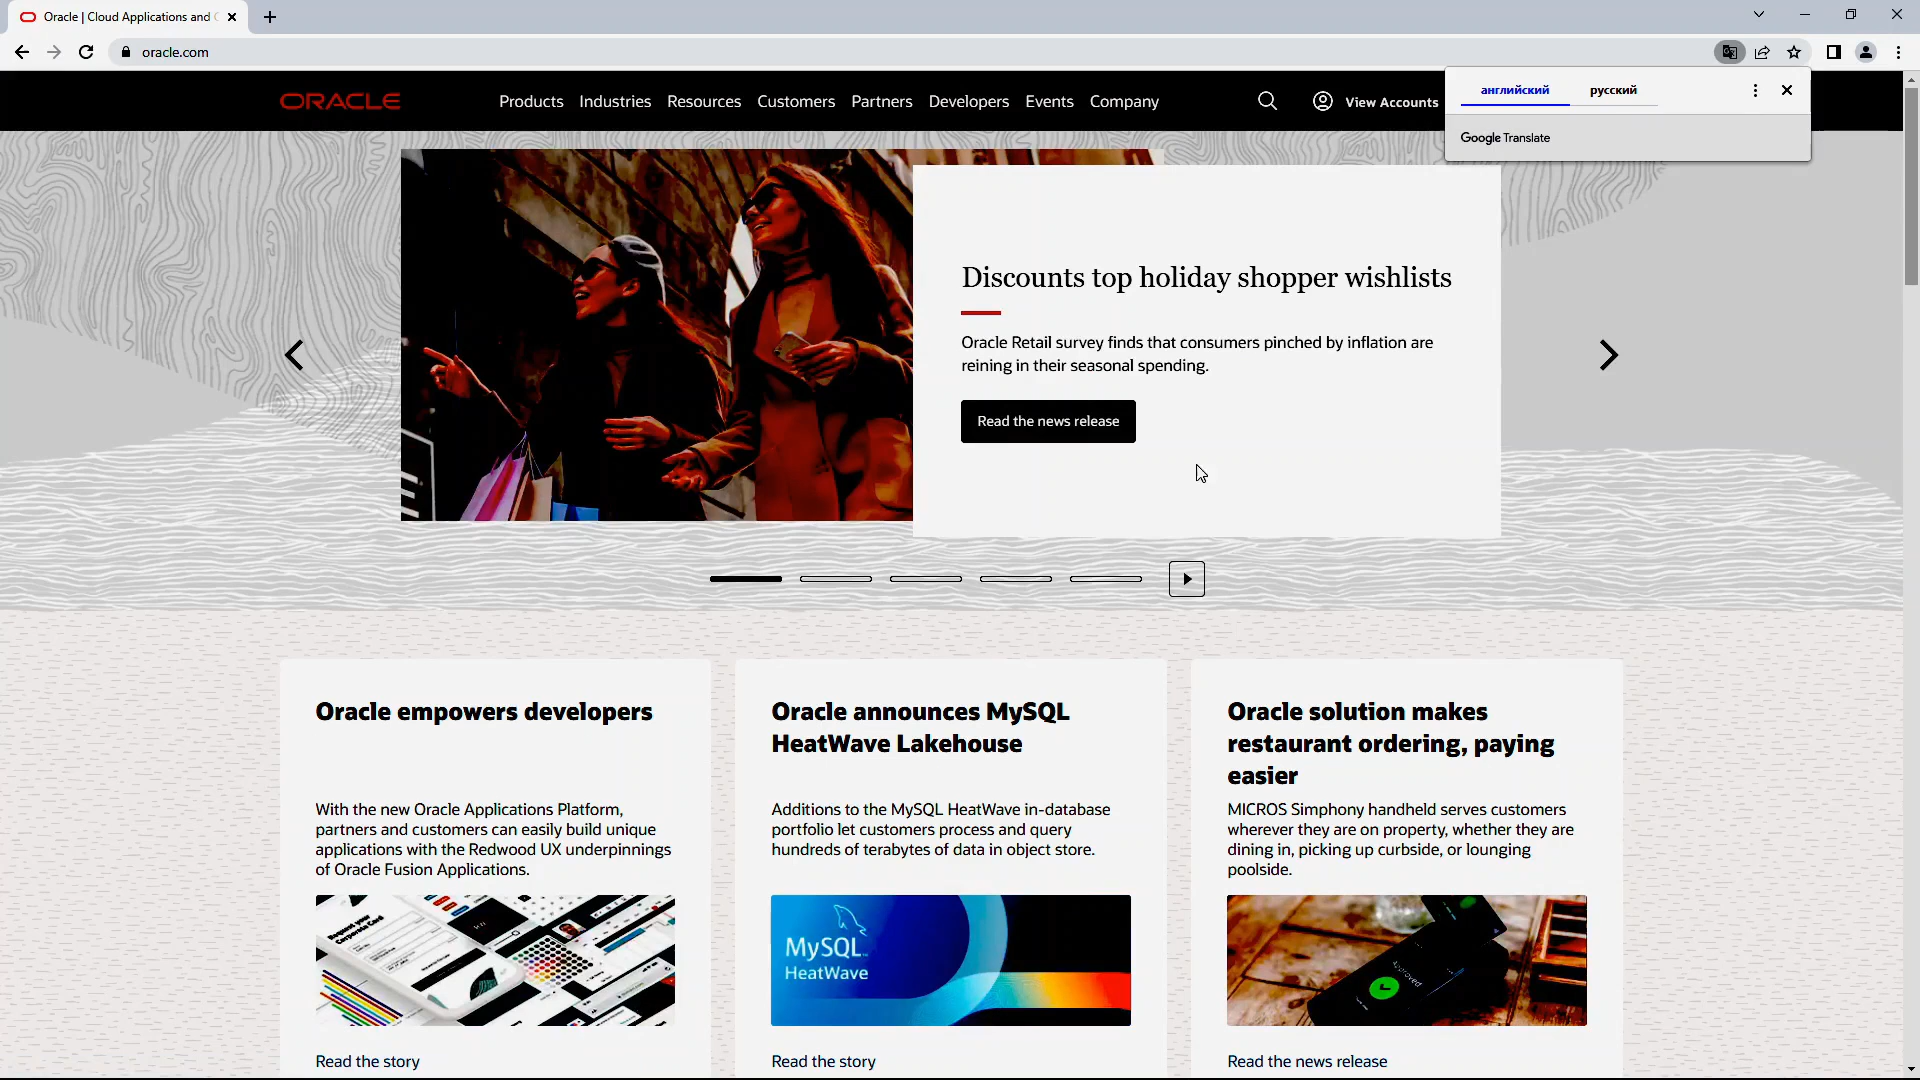 Oracle | Cloud Applications and
oracle.com
английский
русский
Google Translate
ORACLE
Products
Industries
Resources
Customers
Partners
Developers
Events
Company
View Accounts
Discounts top holiday shopper wishlists
Oracle Retail survey finds that consumers pinched by inflation are
reining in their seasonal spending.
Read the news release
Oracle empowers developers
With the new Oracle Applications Platform,
partners and customers can easily build unique
applications with the Redwood UX underpinnings
of Oracle Fusion Applications.
Request your
Corporate Card
Read the story
Oracle announces MySQL
HeatWave Lakehouse
Additions to the MySQL HeatWave in-database
portfolio let customers process and query
hundreds of terabytes of data in object store.
MySQL
HeatWave
Read the story
Oracle solution makes
restaurant ordering, paying
easier
MICROS Simphony handheld serves customers
wherever they are on property, whether they are
dining in, picking up curbside, or lounging
poolside.
Approved
Read the news release